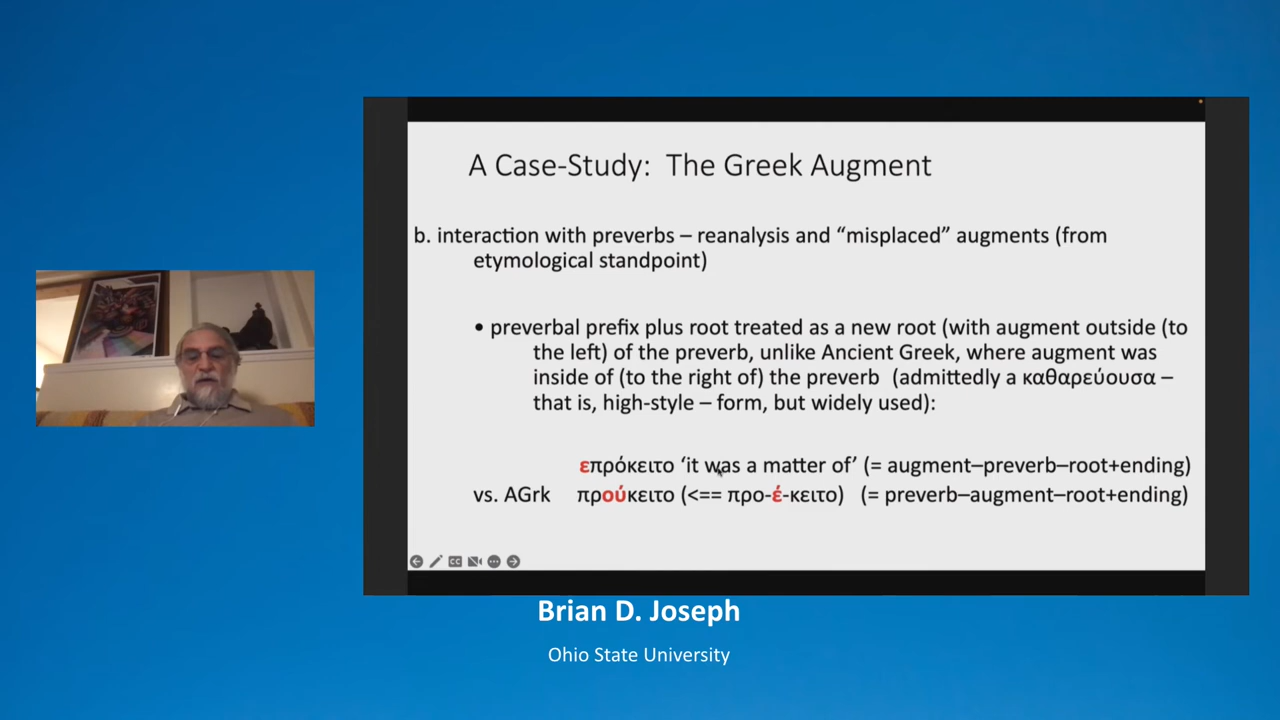 A Case-Study: The Greek Augment
b. interaction with preverbs – reanalysis and “misplaced” augments (from
etymological standpoint)
• preverbal prefix plus root treated as a new root (with augment outside (to
the left) of the preverb, unlike Ancient Greek, where augment was
inside of (to the right of) the preverb (admittedly a καθαρεύουσα –
that is, high-style – form, but widely used):
επρόκειτο ‘it was a matter of’ (= augment–preverb–root+ending)
vs. AGrk προύκειτο (<== προ-έ-κειτο) (= preverb–augment–root+ending)
CC
Brian D. Joseph
Ohio State University